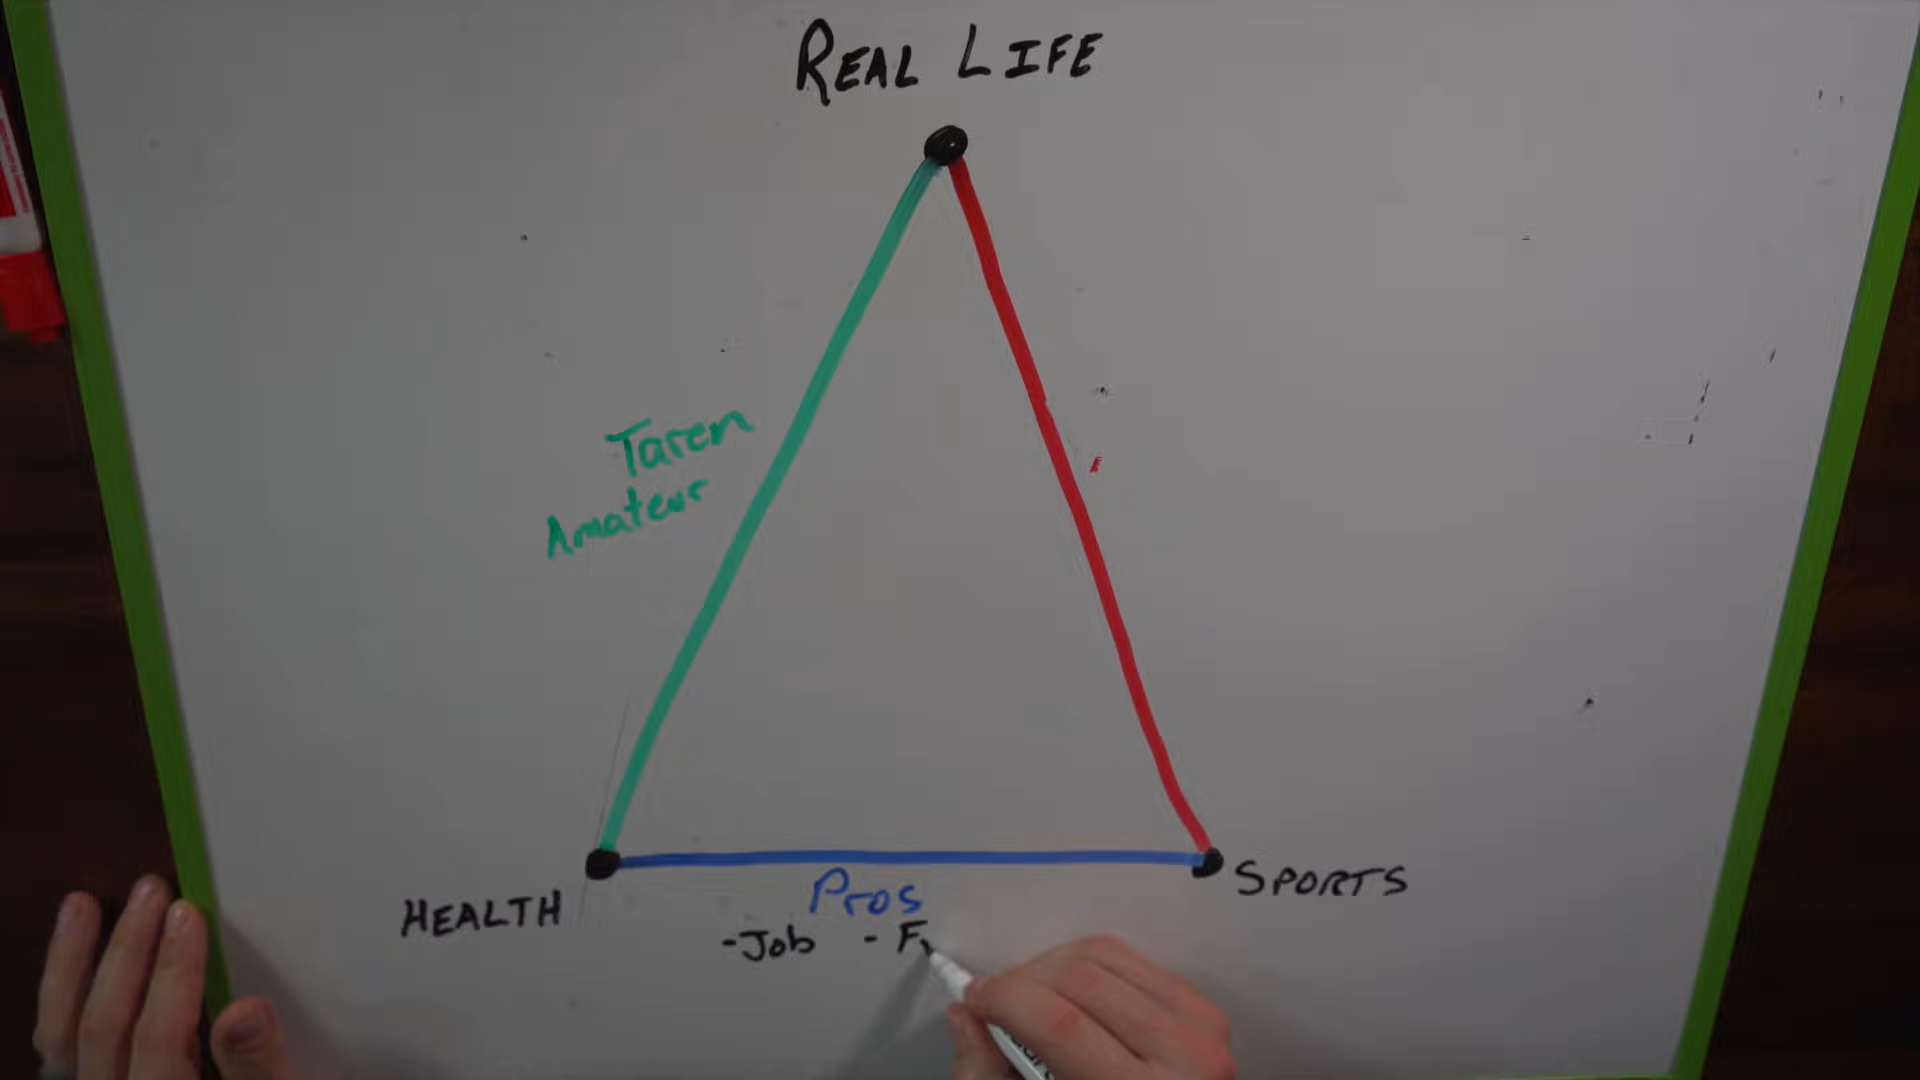 REAL LIFE
Taren
Amateur
HEALTH
Pros
SPORTS
-Job - F